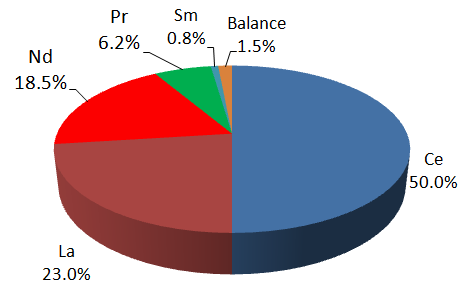 Sm
0.8%
Balance
1.5%
Pr
6.2%
Nd
18.5%
Ce
50.0%
La
23.0%